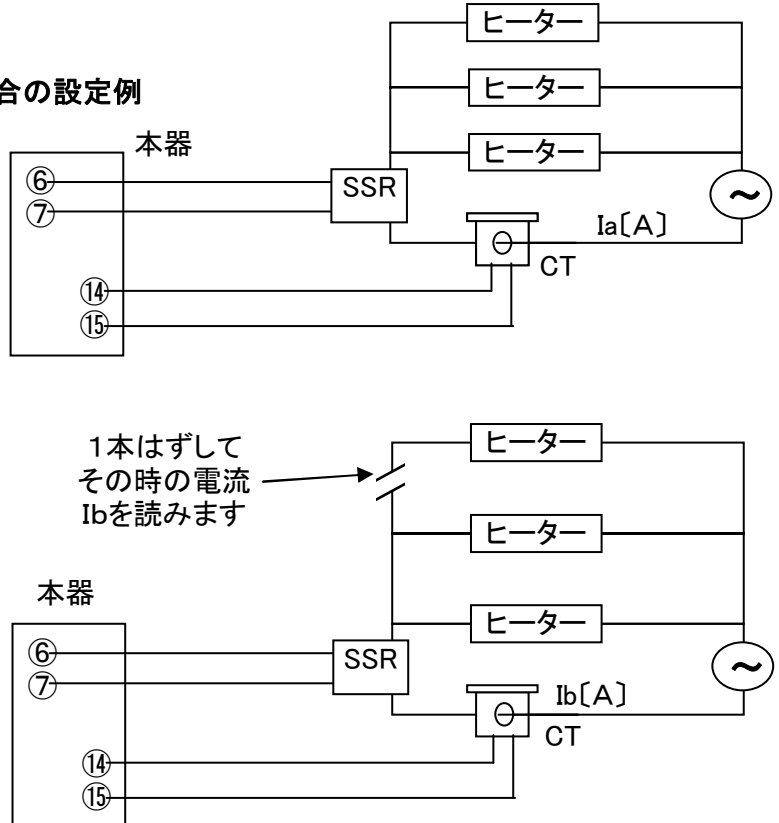 ヒーター
合の設定例
ヒーター
本器
ヒーター
⑥
SSR
⑦
Ia〔A〕
CT
⑭
⑮
1本はずして
その時の電流
Ibを読みます
ヒーター
ヒーター
本器
ヒーター
⑥
SSR
⑦
Ib〔A〕
CT
⑭
⑮